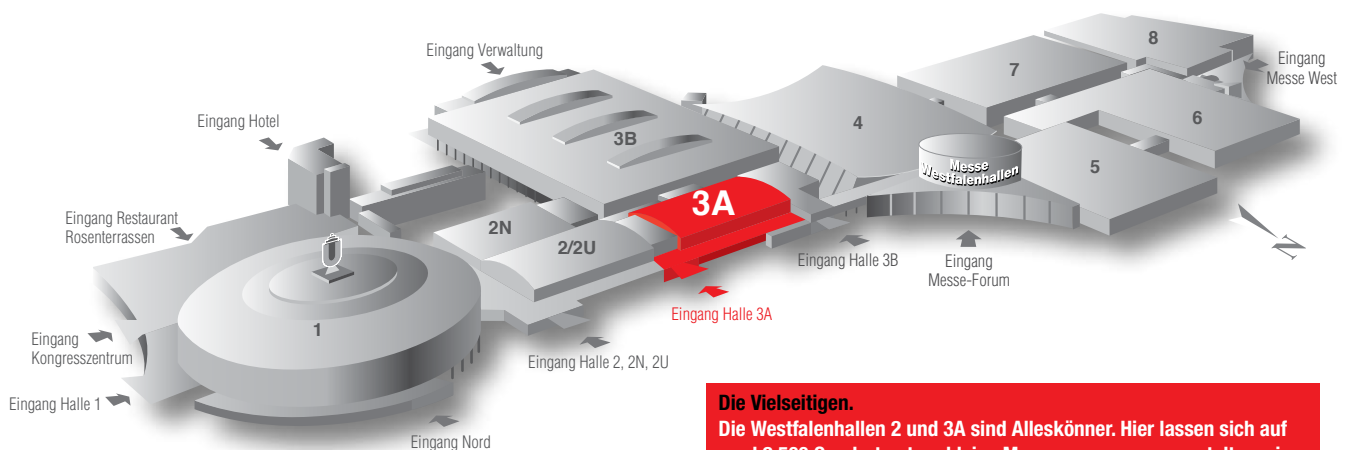 Eingang Verwaltung
Eingang Hotel
Eingang Restaurant
Rosenterrassen
Eingang
Kongresszentrum
Eingang Halle 1
Eingang Nord
Eingang Halle 2, 2N, 2U
Eingang Halle 3A
Eingang Halle 3B
Eingang
Messe-Forum
Eingang
Messe West
1
2N
2/2U
3A
3B
4
Messe
Westfalenhallen
5
6
7
8
N
Die Vielseitigen.
Die Westfalenhallen 2 und 3A sind Alleskönner. Hier lassen sich auf